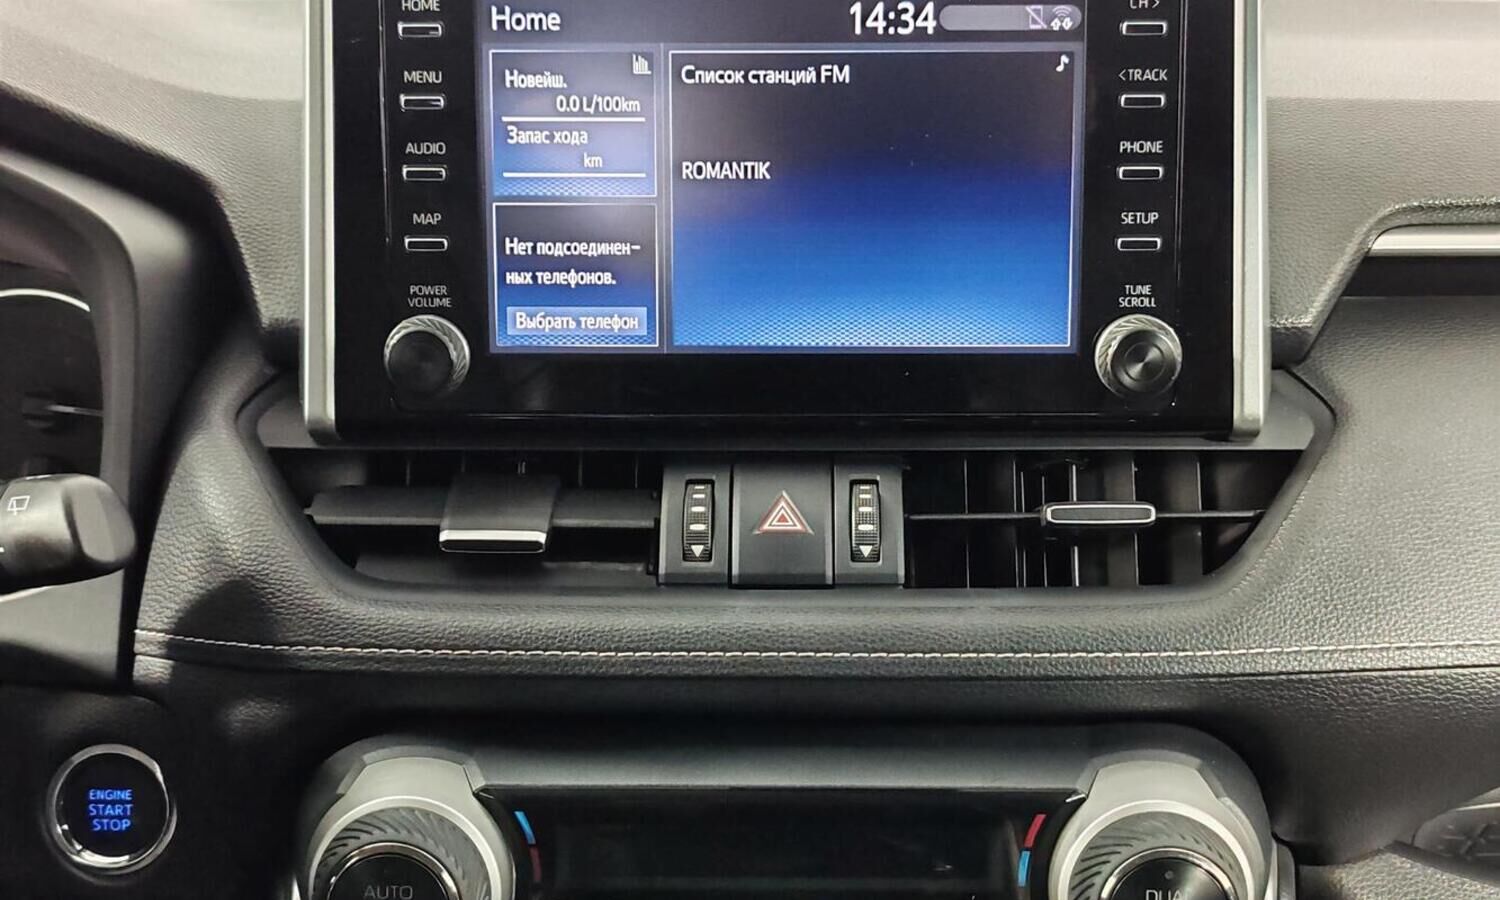 HOME
MENU
AUDIO
MAP
POWER
VOLUME
Home
14:34
Новейш.
0.0 L/100km
Запас хода
km
Нет подсоединен-
ных телефонов.
Выбрать телефон
Список станций FM
ROMANTIK
CH >
<TRACK
PHONE
SETUP
TUNE
SCROLL
ENGINE
START
STOP
AUTO